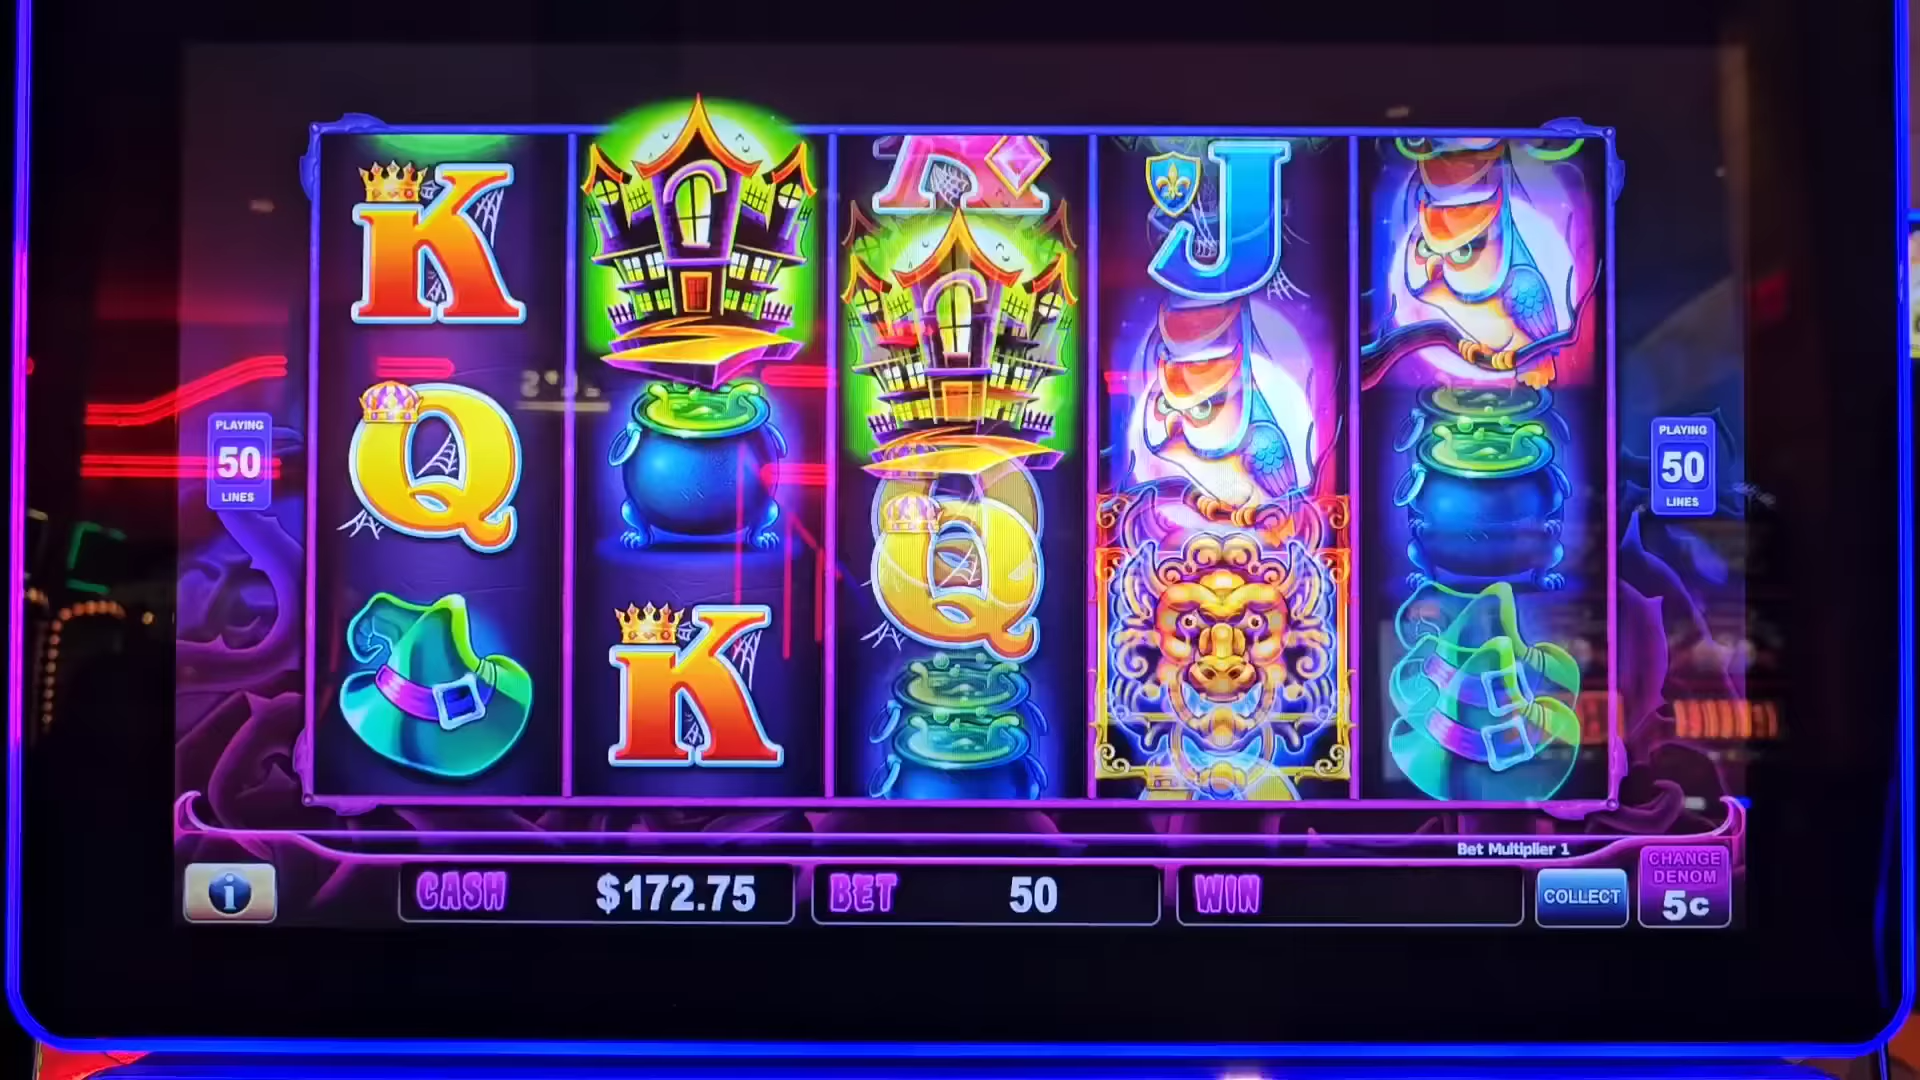 K
J
Q
PLAYING
50
LINES
PLAYING
50
LINES
Q
K
Bet Multiplier 1
CASH $172.75
BET 50
WIN
COLLECT
CHANGE
DENOM
5c
i